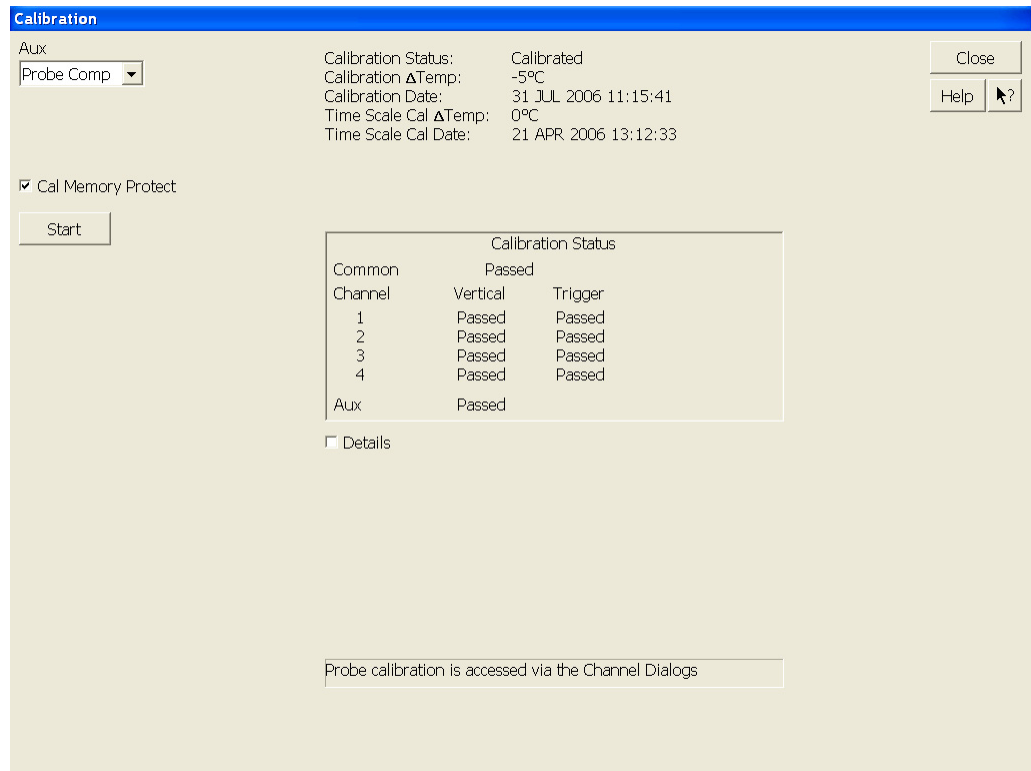 Calibration
Aux
Probe Comp
Calibration Status: Calibrated
Calibration ΔTemp: -5ºC
Calibration Date: 31 JUL 2006 11:15:41
Time Scale Cal ΔTemp: 0ºC
Time Scale Cal Date: 21 APR 2006 13:12:33
Close
Help ?
Cal Memory Protect
Start
Calibration Status
Common Passed
Channel Vertical Trigger
1 Passed Passed
2 Passed Passed
3 Passed Passed
4 Passed Passed
Aux Passed
Details
Probe calibration is accessed via the Channel Dialogs